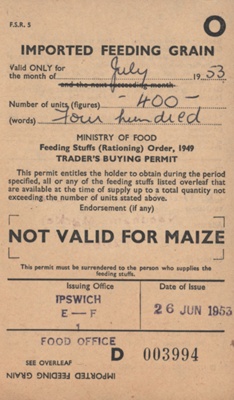 F.S.R. 5
O
IMPORTED FEEDING GRAIN
Valid ONLY for
the month of July 1953
and the next succeeding month
Number of units (figures) -400-
(words) Four hundred
MINISTRY OF FOOD
Feeding Stuffs (Rationing) Order, 1949
TRADER'S BUYING PERMIT
This permit entitles the holder to obtain during the period
specified, all or any of the feeding stuffs listed overleaf that
are available at the time of supply up to a total quantity not
exceeding the number of units stated above.
Endorsement (if any)
NOT VALID FOR MAIZE
This permit must be surrendered to the person who supplies the
feeding stuffs.
Issuing Office
Date of Issue
IPSWICH
E — F
1
26 JUN 1953
FOOD OFFICE
D 003994
SEE OVERLEAF
IMPORTED FEEDING GRAIN